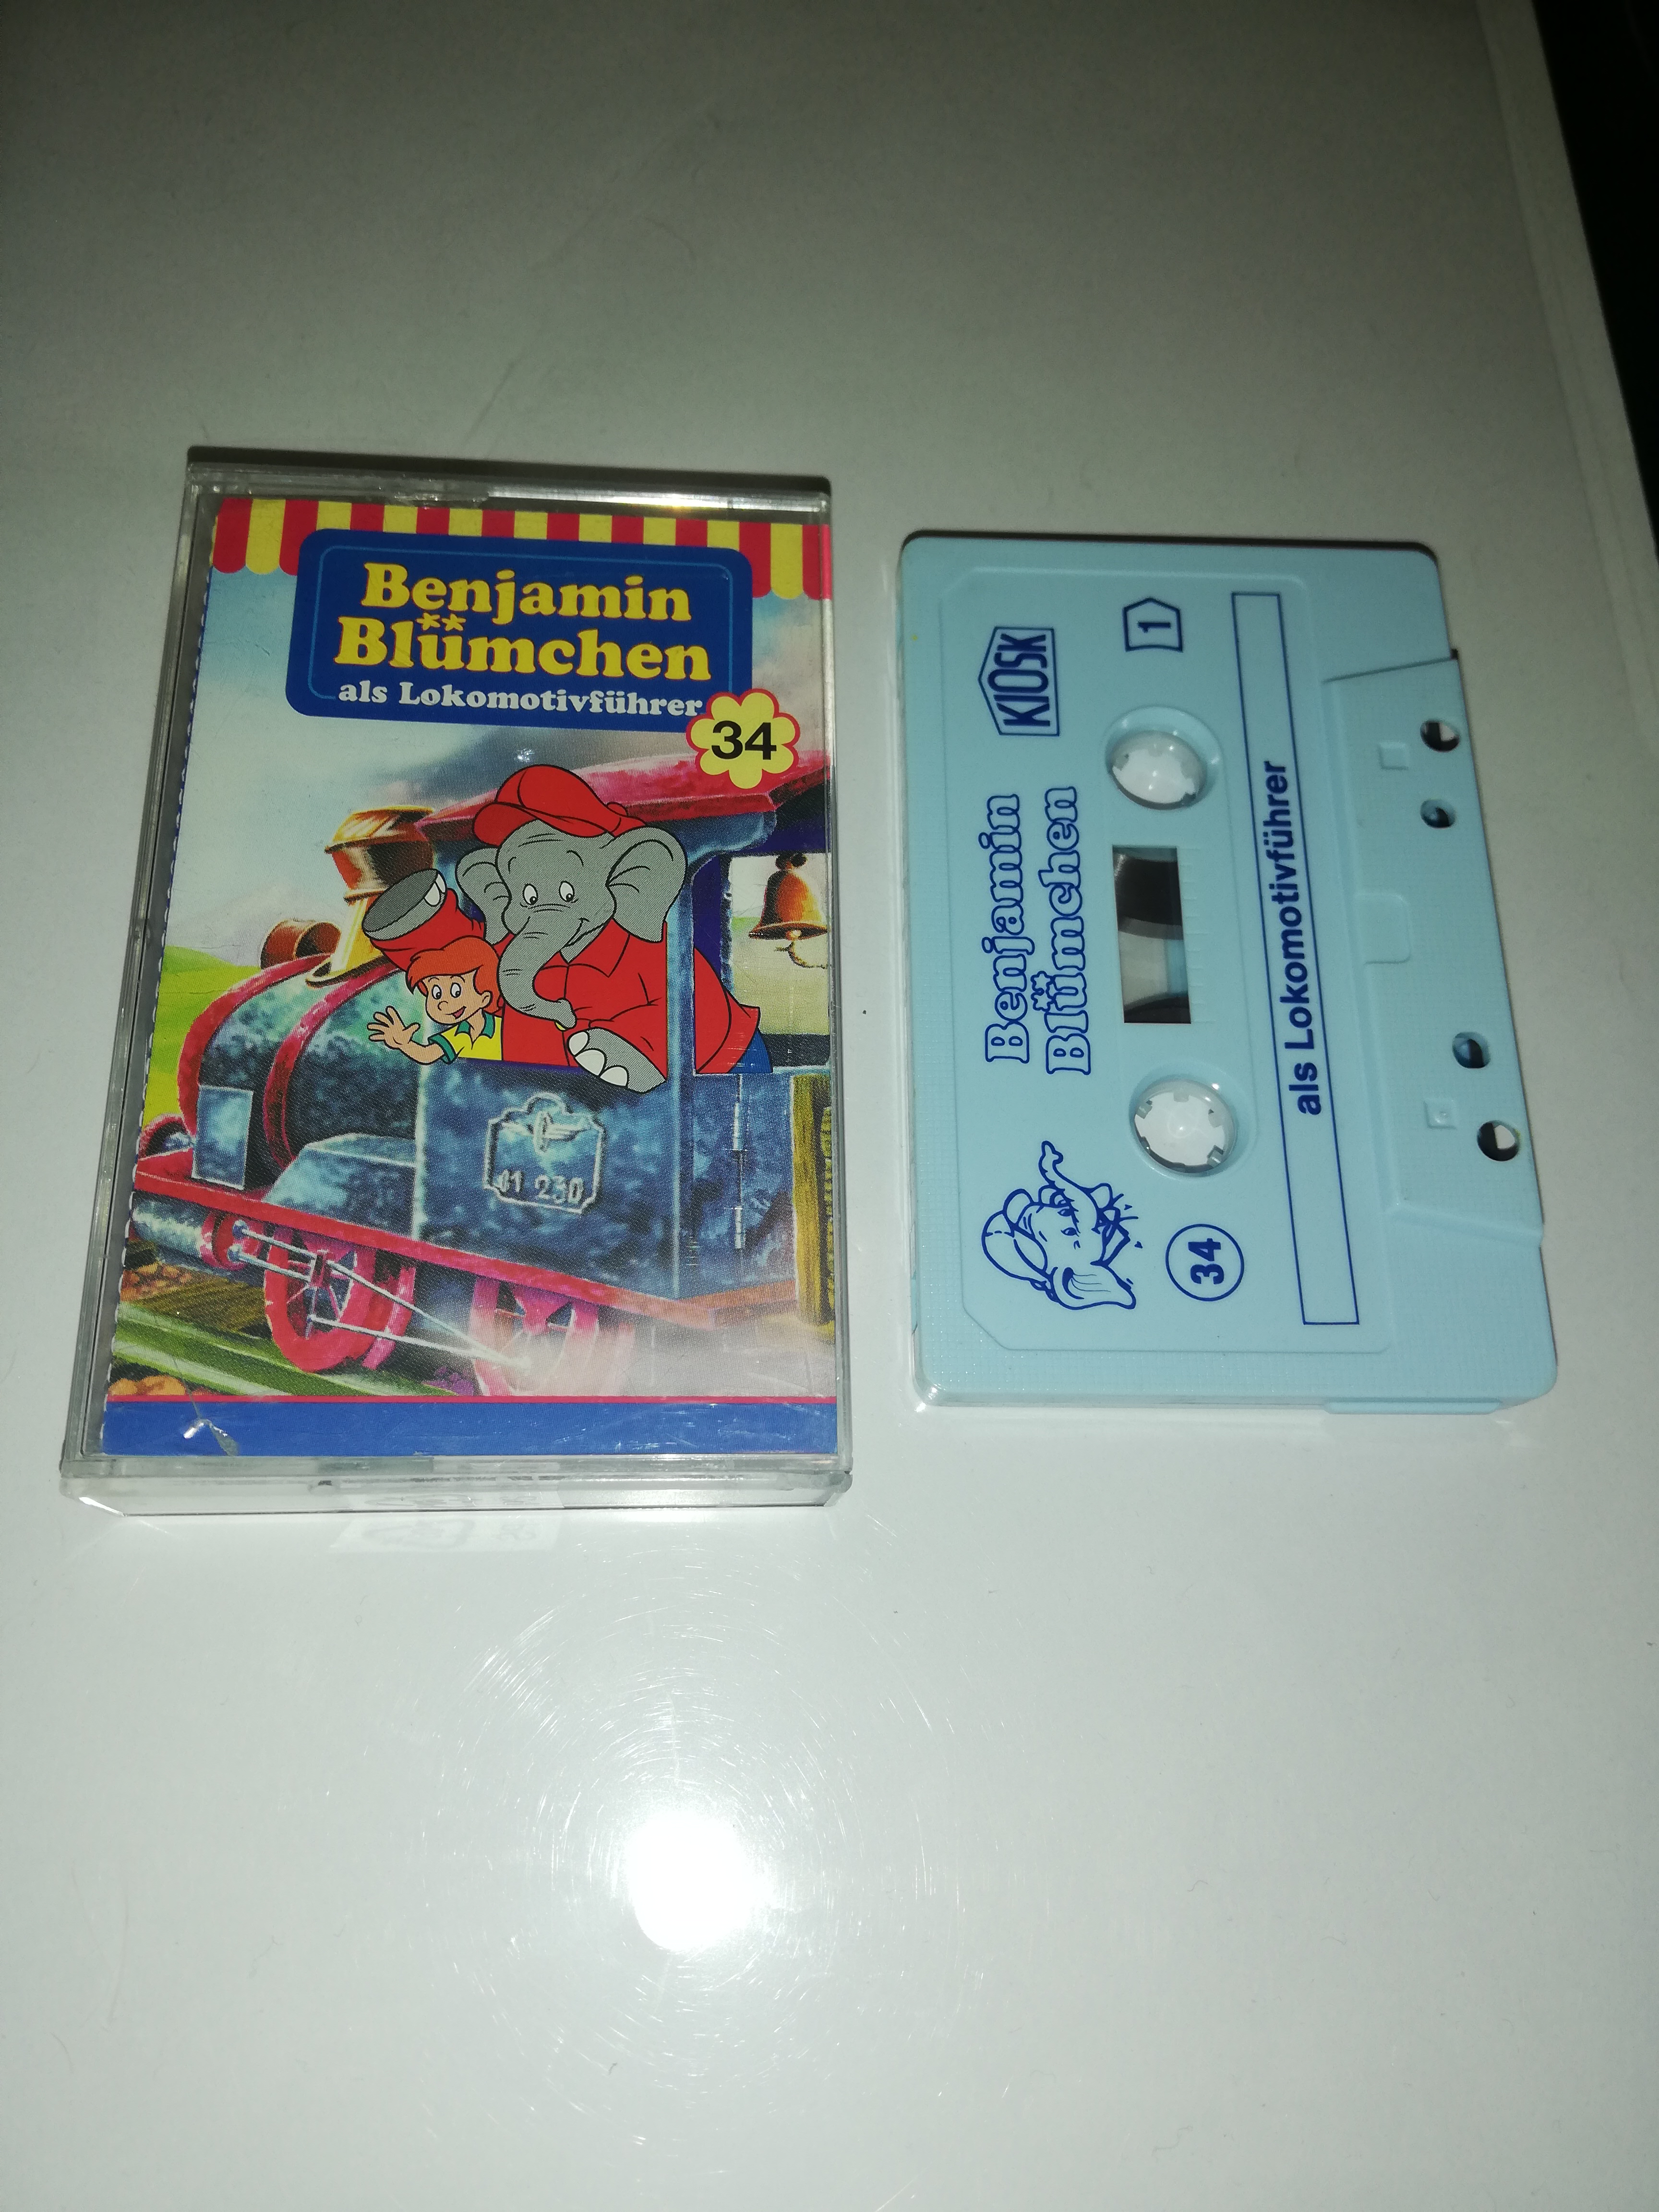 Benjamin
Blümchen
als Lokomotivführer
34
01 230
KIOSK
1
Benjamin
Blümchen
34
als Lokomotivführer